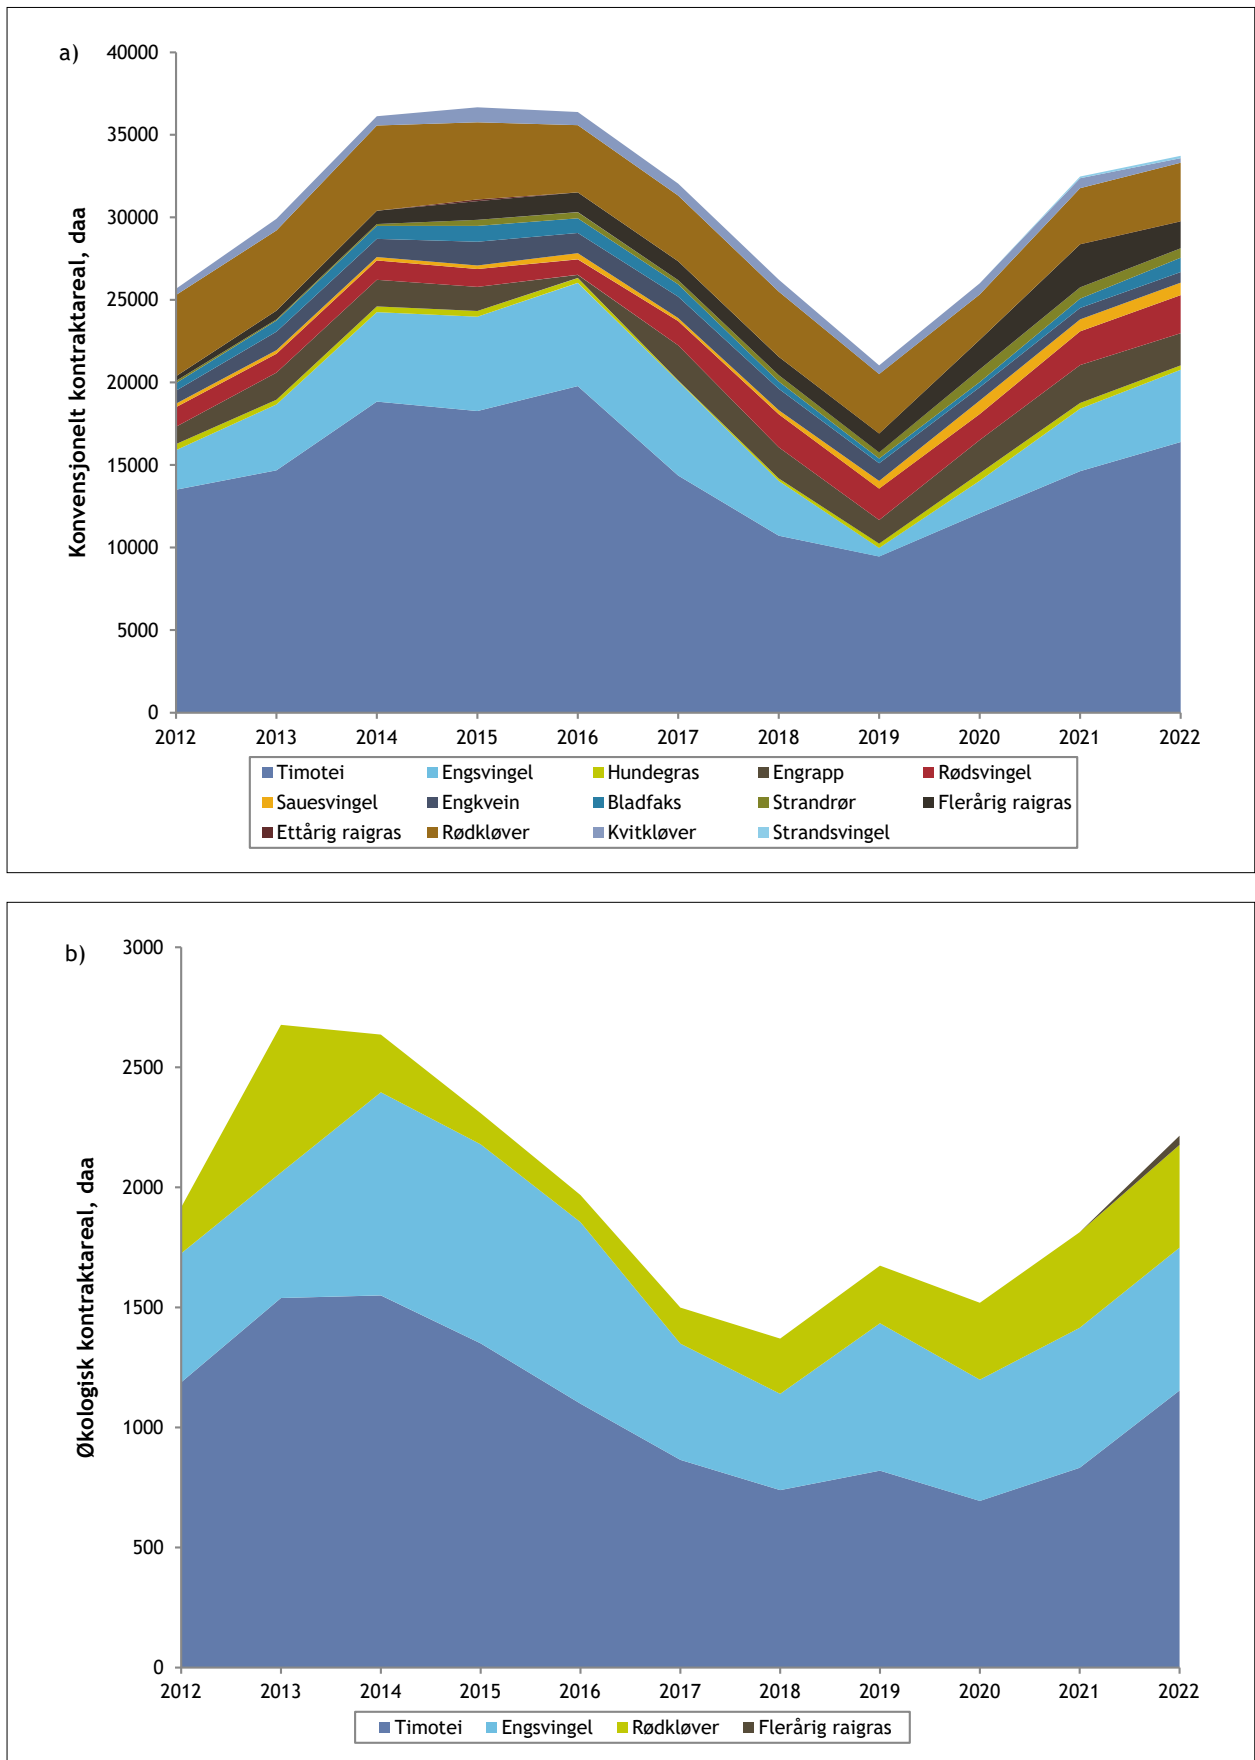 a)
Konvensjonelt kontraktareal, daa
40000
35000
30000
25000
20000
15000
10000
5000
0
2012 2013 2014 2015 2016 2017 2018 2019 2020 2021 2022
Timotei Engsvingel Hundegras Engrapp Rødsvingel
Sauesvingel Engkvein Bladfaks Strandrør Flerårig raigras
Ettårig raigras Rødkløver Kvitkløver Strandsvingel
b)
Økologisk kontraktareal, daa
3000
2500
2000
1500
1000
500
0
2012 2013 2014 2015 2016 2017 2018 2019 2020 2021 2022
Timotei Engsvingel Rødkløver Flerårig raigras